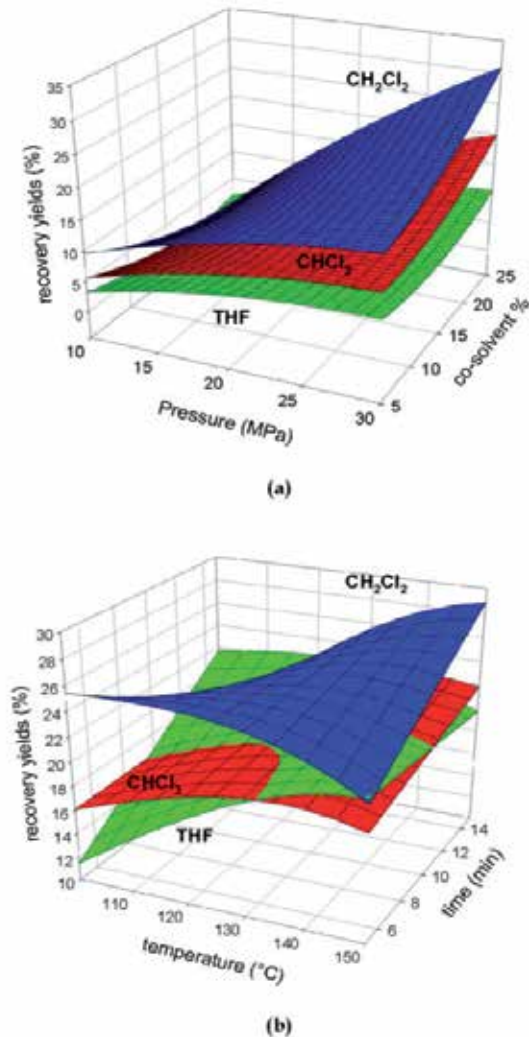 35
30
25
20
15
10
5
0
recovery yields (%)
CH₂Cl₂
CHCl₃
THF
10
15
20
25
30
Pressure (MPa)
5
10
15
20
25
co-solvent %
(a)
30
28
26
24
22
20
18
16
14
12
10
recovery yields (%)
CH₂Cl₂
CHCl₃
THF
110
120
130
140
150
temperature (°C)
6
8
10
12
14
time (min)
(b)